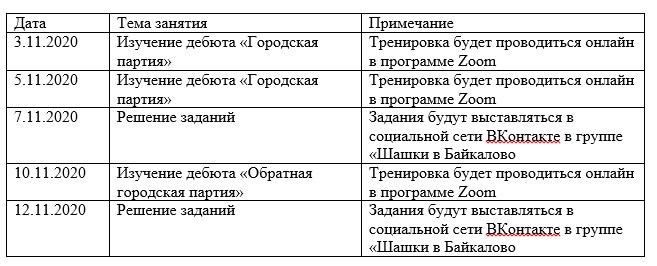 Дата Тема занятия Примечание
3.11.2020 Изучение дебюта «Городская Тренировка будет проводиться онлайн
партия» в программе Zoom
5.11.2020 Изучение дебюта «Городская Тренировка будет проводиться онлайн
партия» в программе Zoom
7.11.2020 Решение заданий Задания будут выставляться в
социальной сети ВКонтакте в группе
«Шашки в Байкалово
10.11.2020 Изучение дебюта «Обратная Тренировка будет проводиться онлайн
городская партия» в программе Zoom
12.11.2020 Решение заданий Задания будут выставляться в
социальной сети ВКонтакте в группе
«Шашки в Байкалово